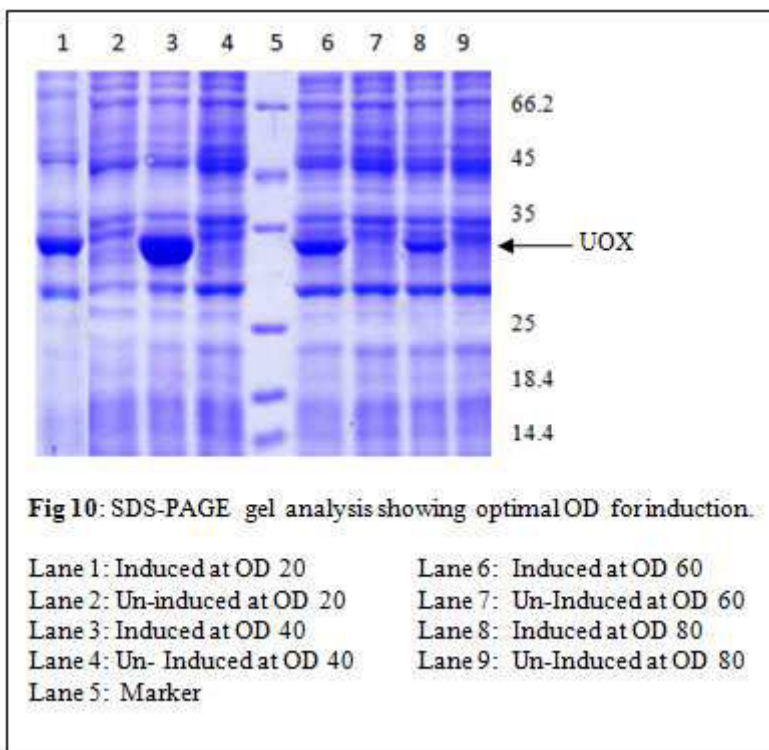 1 2 3 4 5 6 7 8 9
66.2
45
35
UOX
25
18.4
14.4
Fig 10: SDS-PAGE gel analysis showing optimal OD forinduction.
Lane 1: Induced at OD 20
Lane 2: Un-induced at OD 20
Lane 3: Induced at OD 40
Lane 4: Un- Induced at OD 40
Lane 5: Marker
Lane 6: Induced at OD 60
Lane 7: Un-Induced at OD 60
Lane 8: Induced at OD 80
Lane 9: Un-Induced at OD 80